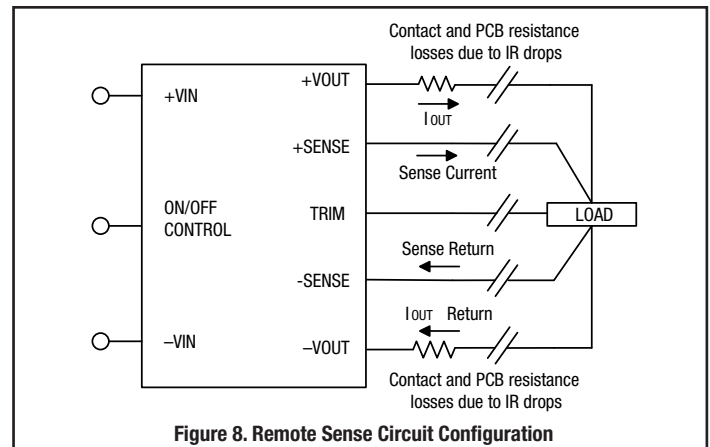 Contact and PCB resistance
losses due to IR drops
+VOUT
+VIN
IOUT
+SENSE
Sense Current
ON/OFF
CONTROL
TRIM
LOAD
Sense Return
-SENSE
IOUT Return
–VIN
–VOUT
Contact and PCB resistance
losses due to IR drops
Figure 8. Remote Sense Circuit Configuration